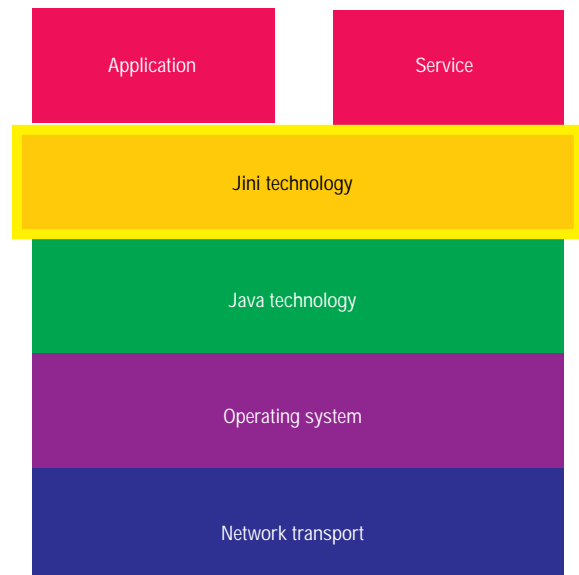 Application
Service
Jini technology
Java technology
Operating system
Network transport